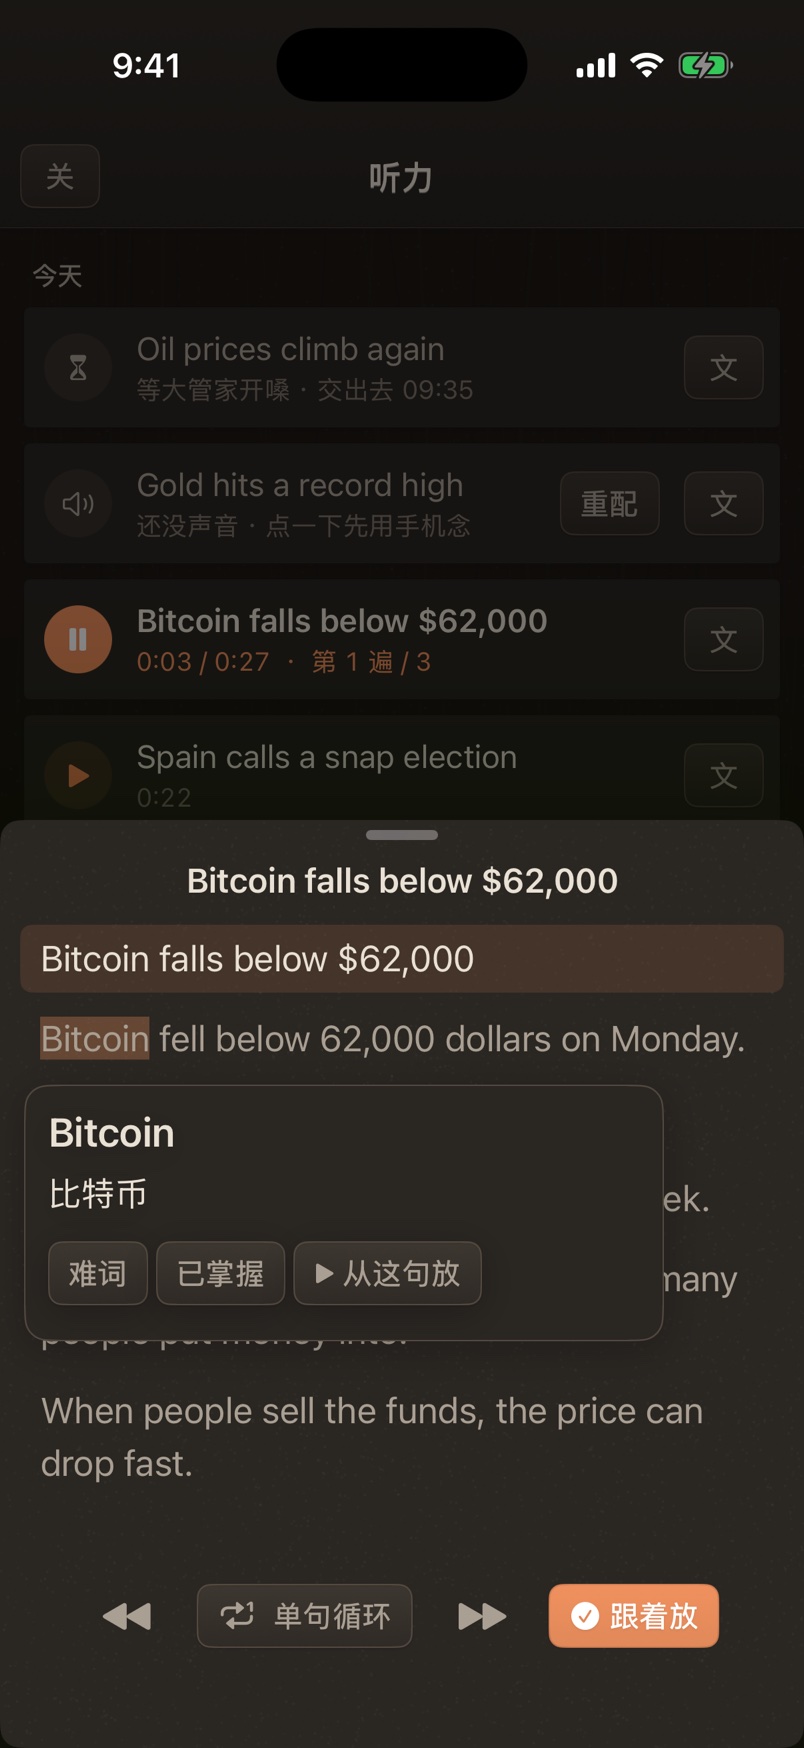 9:41
关
听力
今天
Oil prices climb again
等大管家开嗓 · 交出去 09:35
文
Gold hits a record high
还没声音 · 点一下先用手机念
重配
文
Bitcoin falls below $62,000
0:03 / 0:27 · 第 1 遍 / 3
文
Spain calls a snap election
0:22
文
Bitcoin falls below $62,000
Bitcoin falls below $62,000
Bitcoin fell below 62,000 dollars on Monday.
Bitcoin
比特币
难词
已掌握
从这句放
ek.
many
people put money into.
When people sell the funds, the price can
drop fast.
单句循环
跟着放